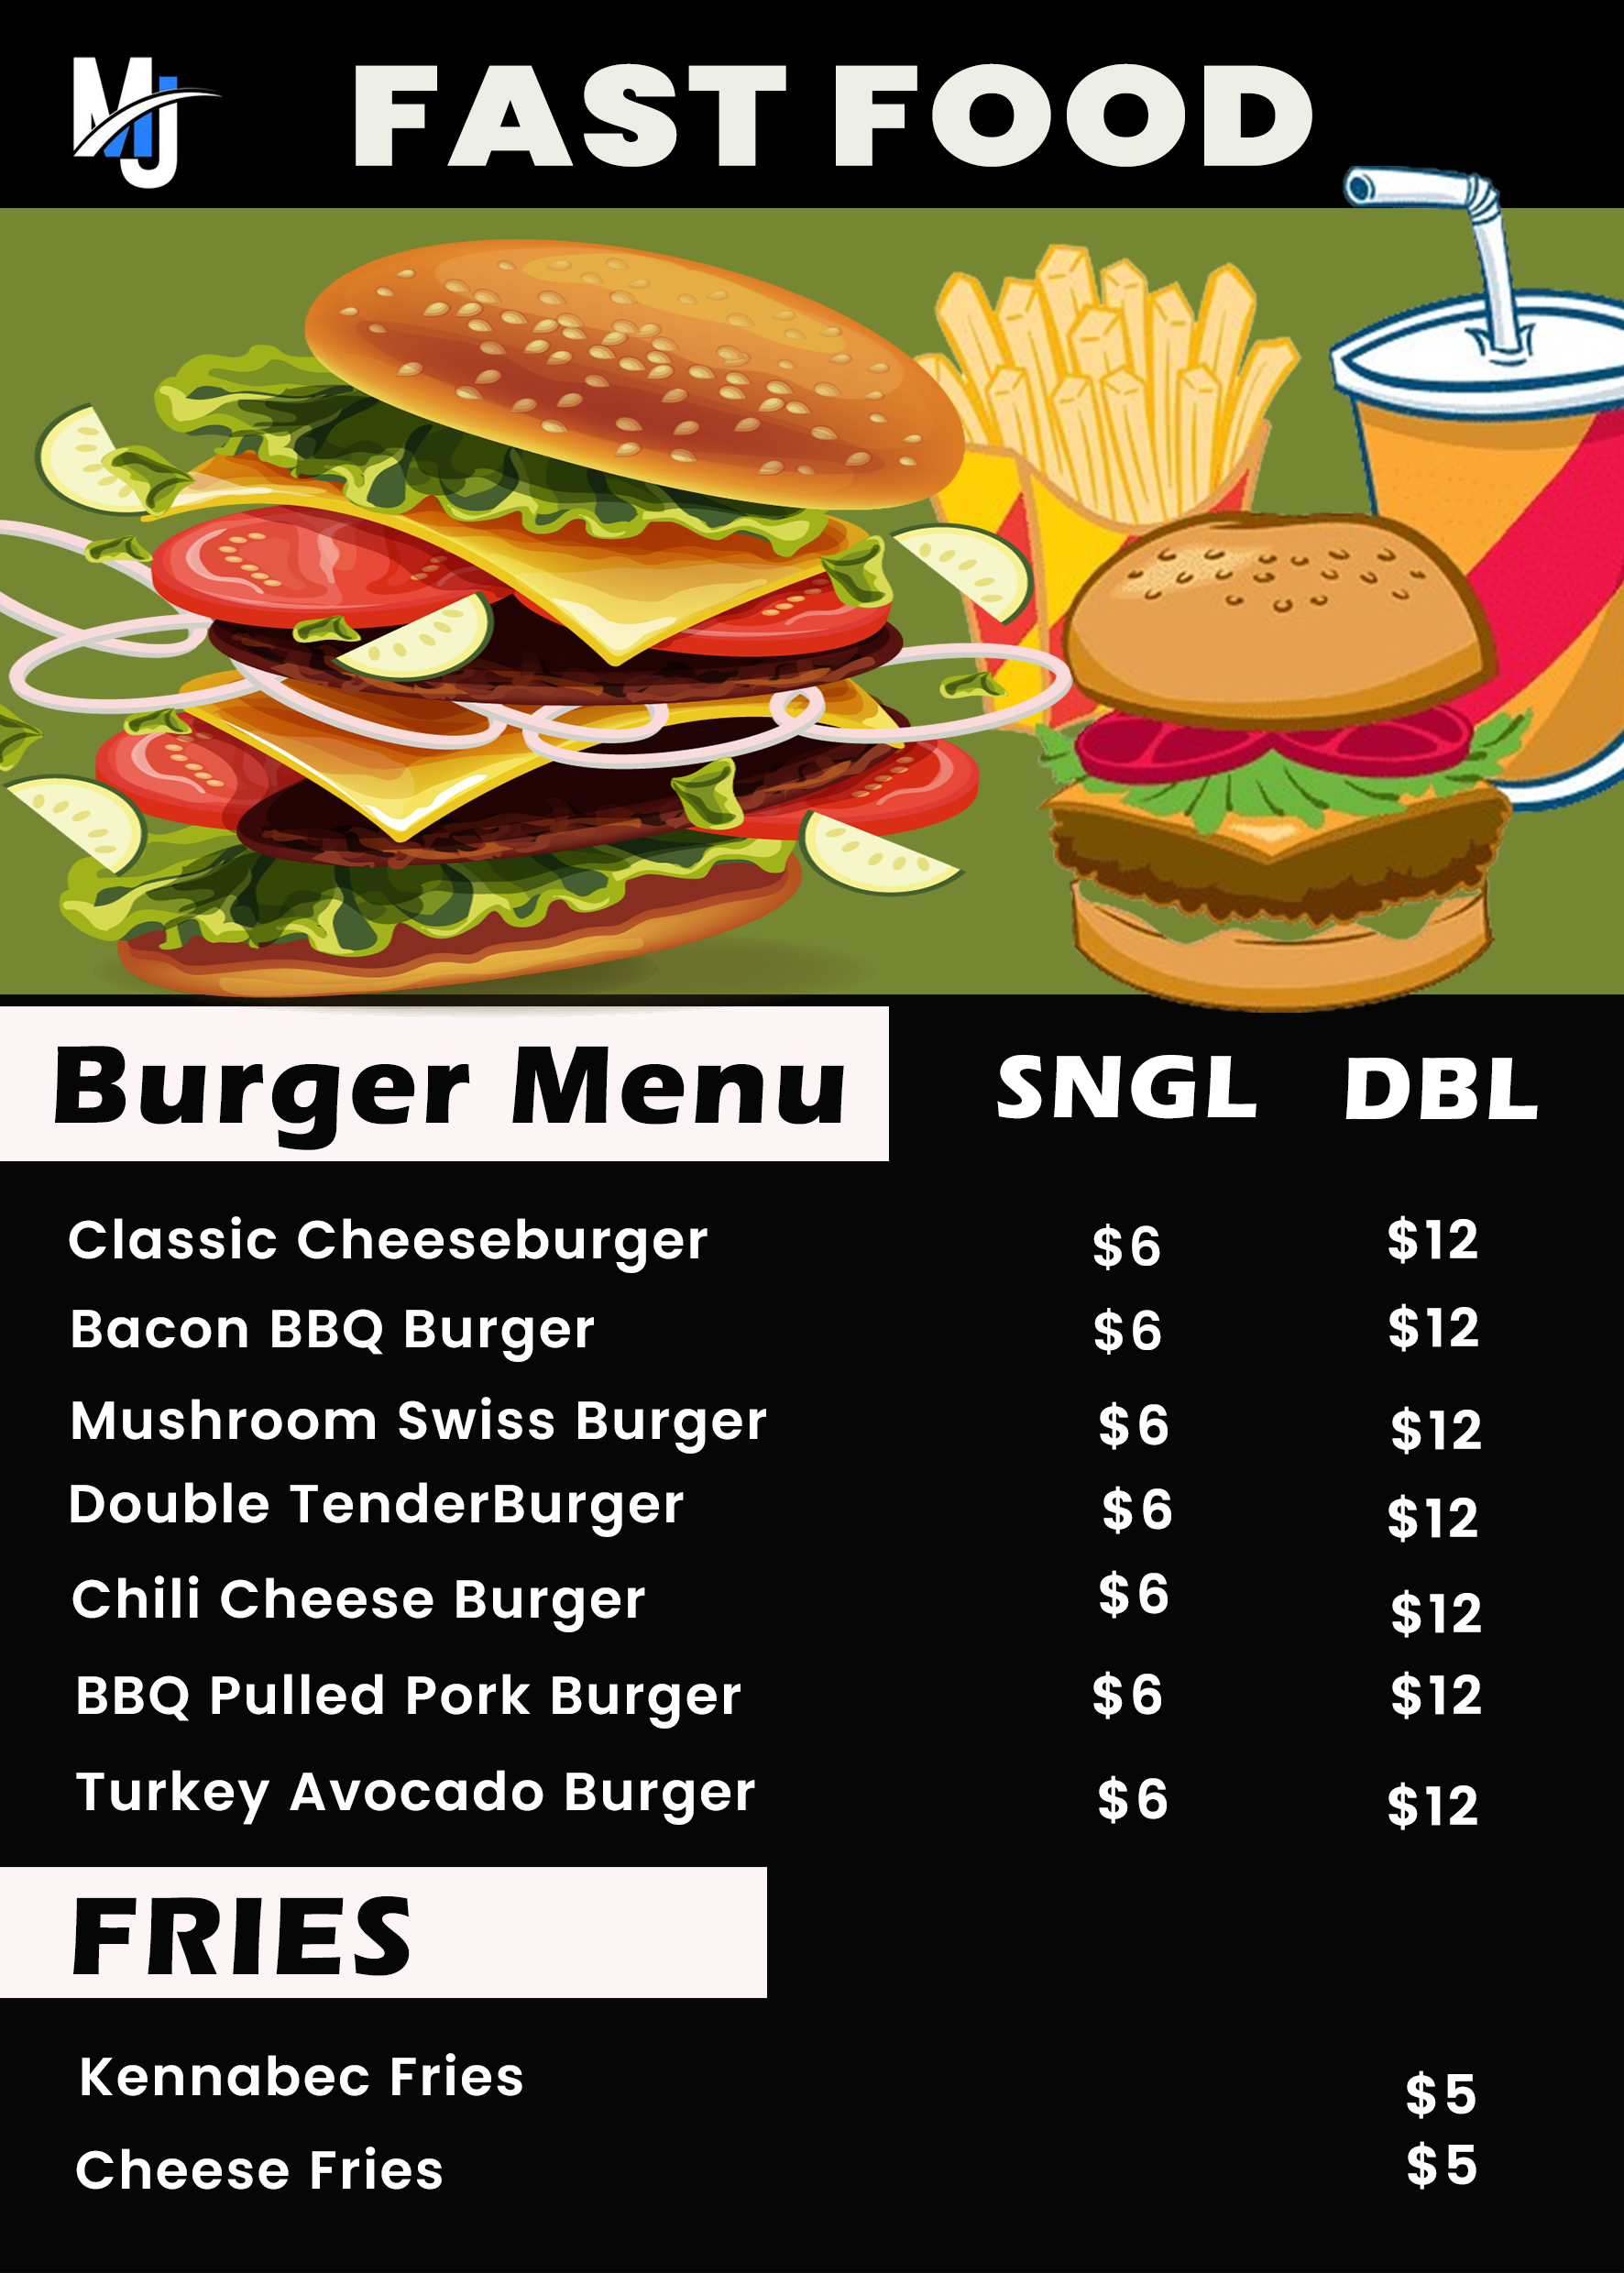 MJ FAST FOOD
Burger Menu SNGL DBL
Classic Cheeseburger $6 $12
Bacon BBQ Burger $6 $12
Mushroom Swiss Burger $6 $12
Double TenderBurger $6 $12
Chili Cheese Burger $6 $12
BBQ Pulled Pork Burger $6 $12
Turkey Avocado Burger $6 $12
FRIES
Kennabec Fries $5
Cheese Fries $5